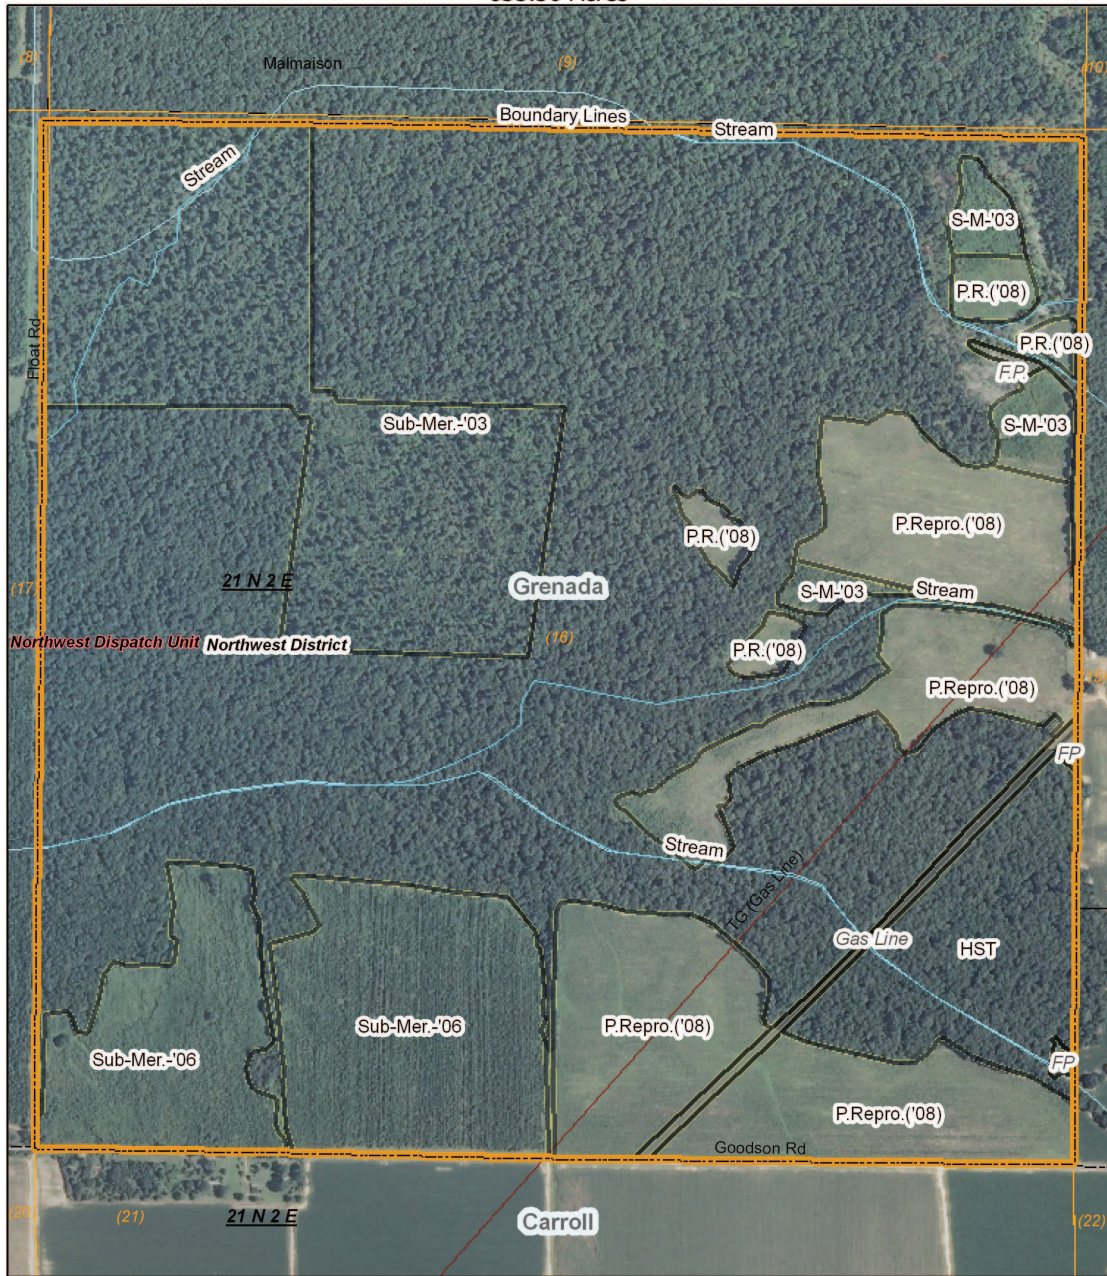 (8)
Malmaison
(9)
(10)
Boundary Lines
Stream
Stream
S-M-'03
P.R.('08)
Float Rd
P.R.('08)
F.P.
Sub-Mer.-'03
S-M-'03
P.Repro.('08)
P.R.('08)
21 N 2 E
(17)
Grenada
S-M-'03
Stream
Northwest Dispatch Unit
Northwest District
(16)
P.R.('08)
P.Repro.('08)
FP
Stream
TG (Gas Line)
Gas Line
HST
Sub-Mer.-'06
P.Repro.('08)
Sub-Mer.-'06
FP
P.Repro.('08)
Goodson Rd
(20)
(21)
21 N 2 E
Carroll
(22)